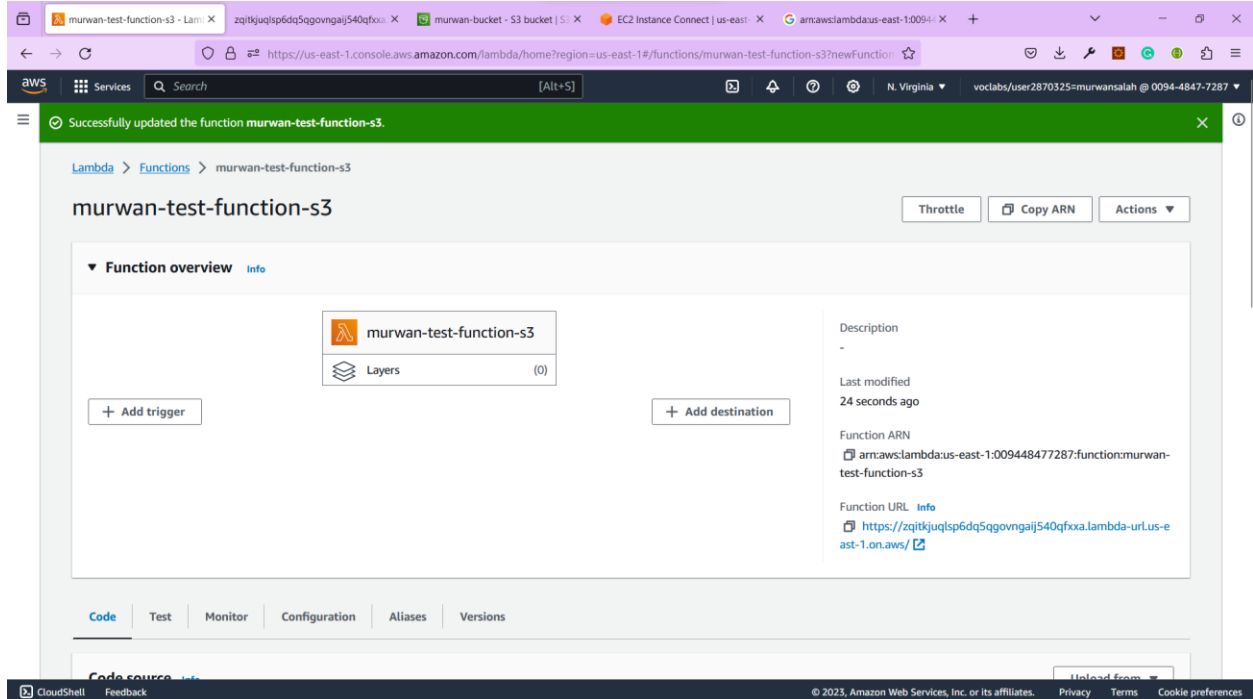 murwan-test-function-s3 - Lam
zqitkjuqlsp6dq5qgovngaij540qfxxa.
murwan-bucket - S3 bucket | S3
EC2 Instance Connect | us-east-
arn:aws:lambda:us-east-1:00944
https://us-east-1.console.aws.amazon.com/lambda/home?region=us-east-1#/functions/murwan-test-function-s3?newFunction
aws
Services
Search
[Alt+S]
N. Virginia
voclabs/user2870325=murwansalah @ 0094-4847-7287
Successfully updated the function murwan-test-function-s3.
Lambda > Functions > murwan-test-function-s3
murwan-test-function-s3
Throttle
Copy ARN
Actions
Function overview Info
murwan-test-function-s3
Layers (0)
+ Add trigger
+ Add destination
Description
-
Last modified
24 seconds ago
Function ARN
arn:aws:lambda:us-east-1:009448477287:function:murwan-
test-function-s3
Function URL Info
https://zqitkjuqlsp6dq5qgovngaij540qfxxa.lambda-url.us-e
ast-1.on.aws/
Code
Test
Monitor
Configuration
Aliases
Versions
Code source Info
Upload from
CloudShell
Feedback
© 2023, Amazon Web Services, Inc. or its affiliates.
Privacy
Terms
Cookie preferences